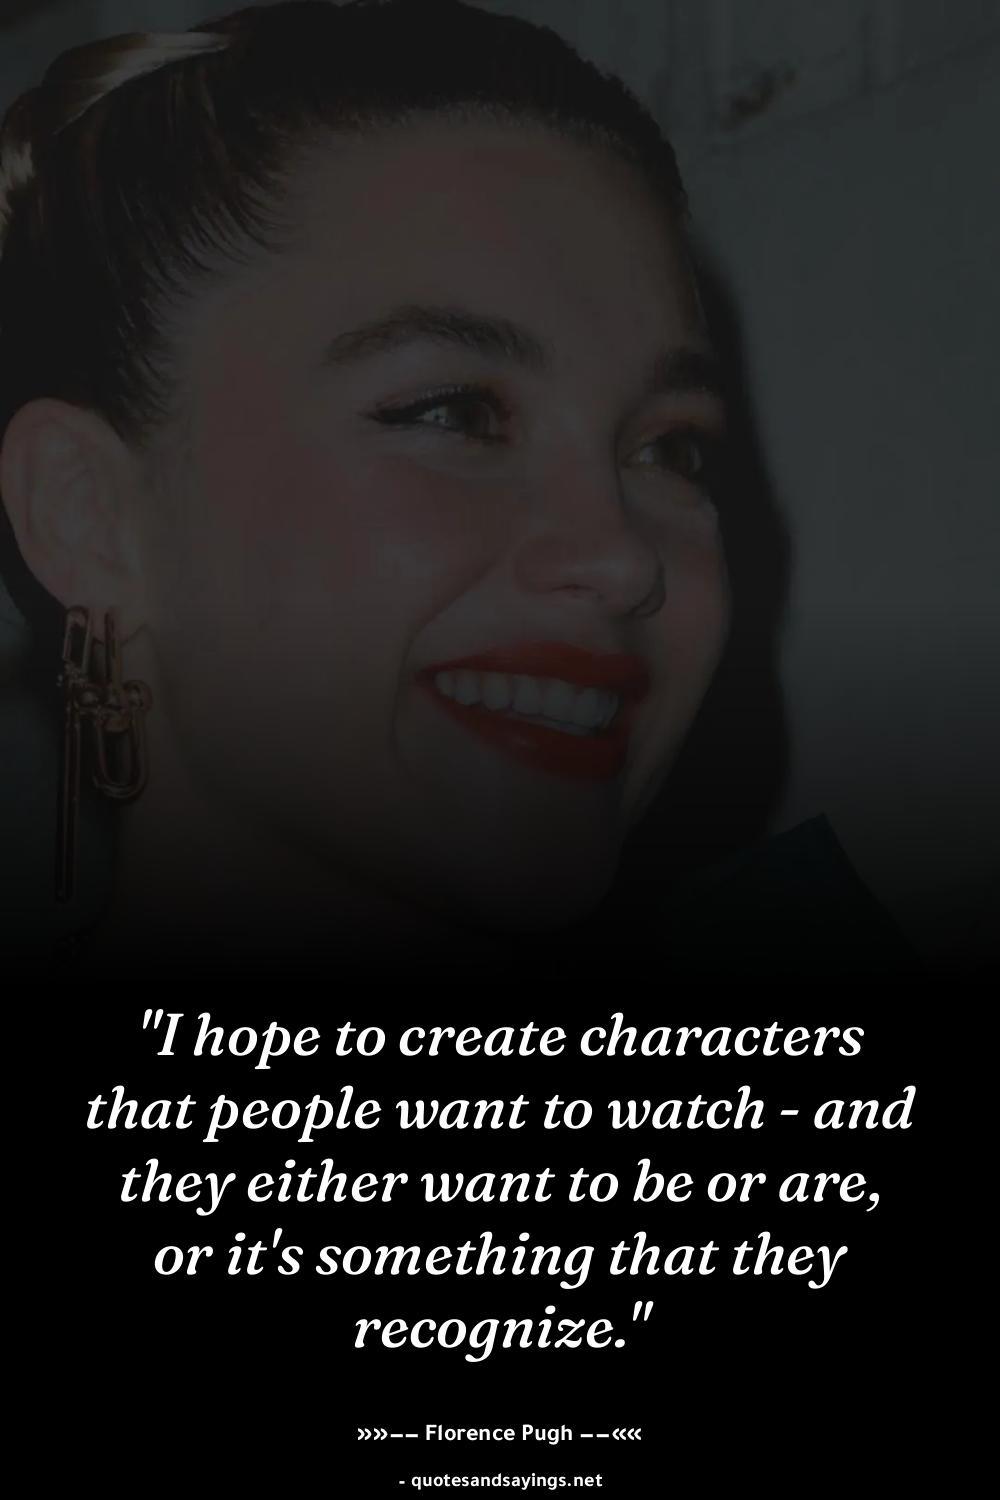 "I hope to create characters
that people want to watch - and
they either want to be or are,
or it's something that they
recognize."
»»–– Florence Pugh ––««
- quotesandsayings.net